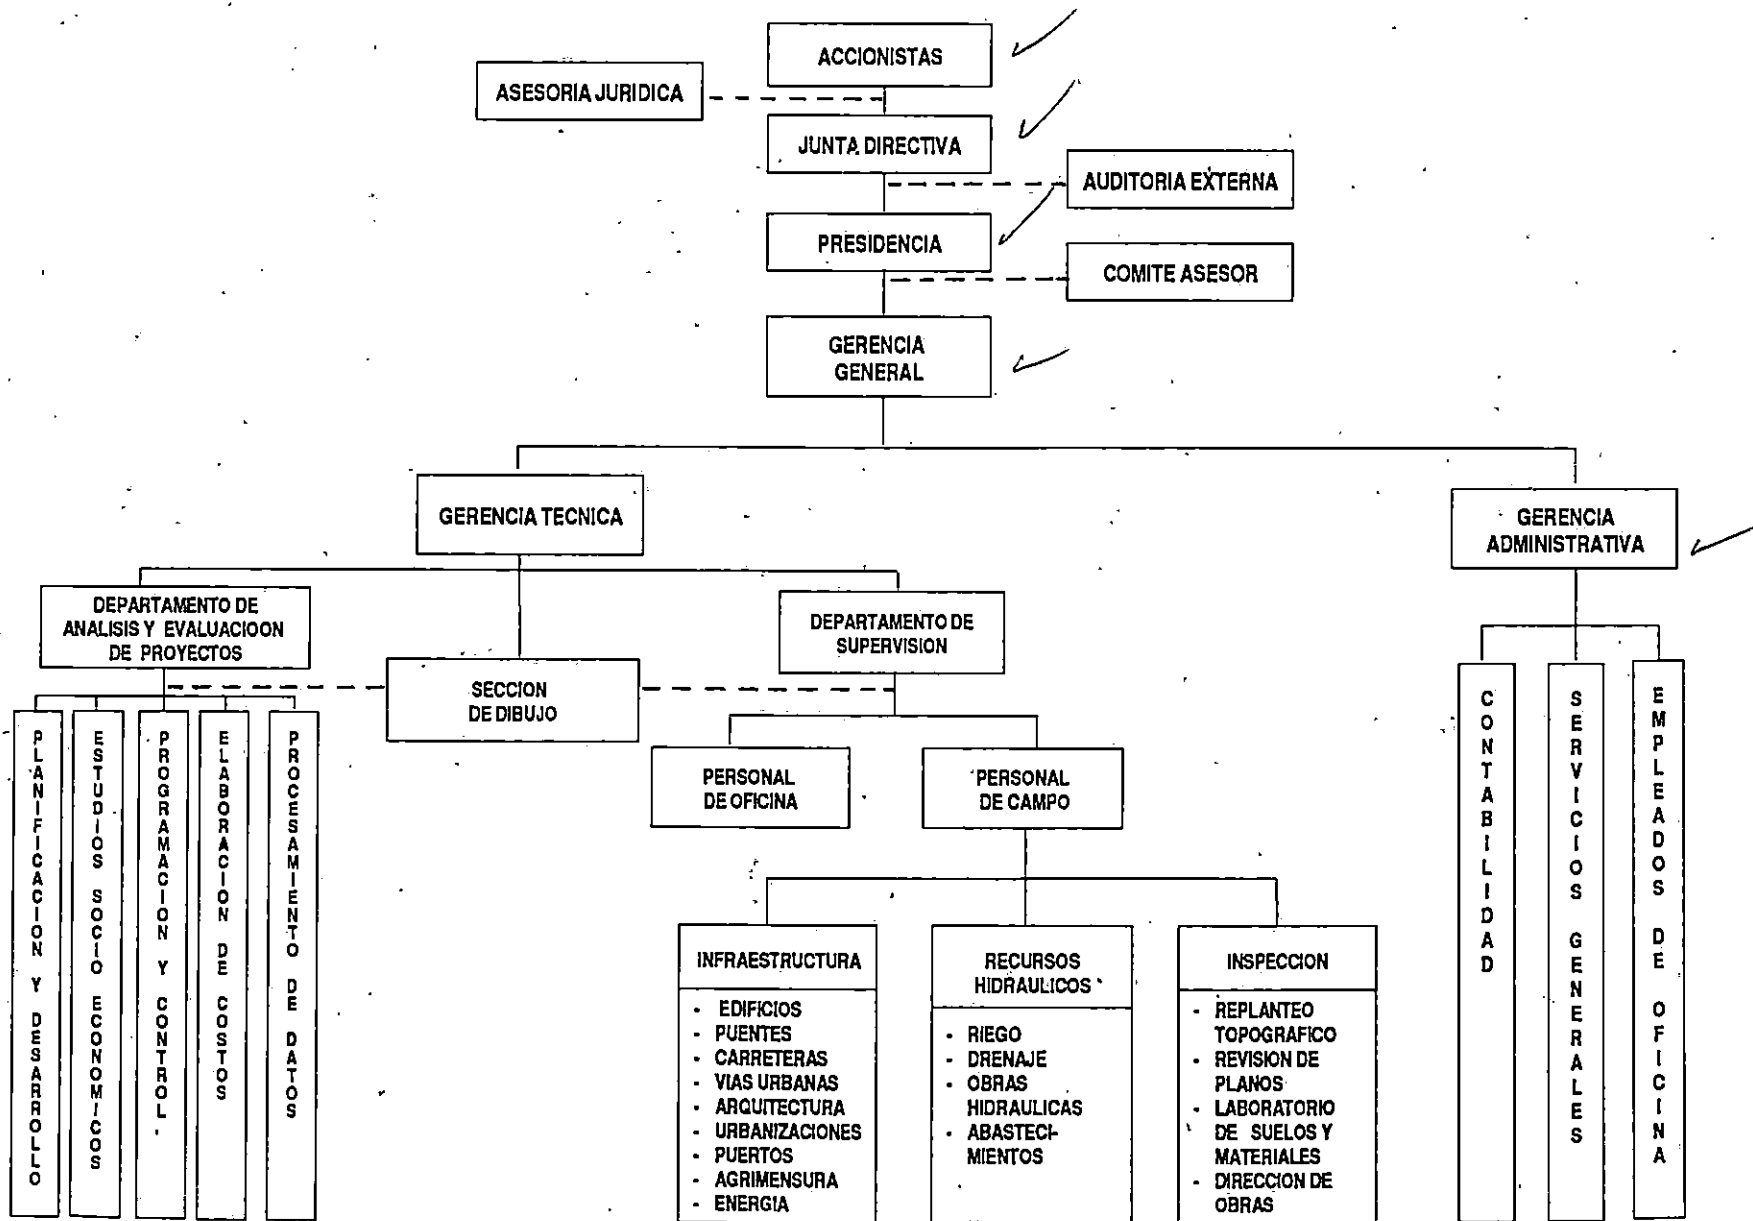 ACCIONISTAS
ASESORIA JURIDICA
JUNTA DIRECTIVA
AUDITORIA EXTERNA
PRESIDENCIA
COMITE ASESOR
GERENCIA
GENERAL
GERENCIA TECNICA
GERENCIA
ADMINISTRATIVA
DEPARTAMENTO DE
ANALISIS Y EVALUACIOON
DE PROYECTOS
DEPARTAMENTO DE
SUPERVISION
SECCION
DE DIBUJO
PLANIFICACION Y DESARROLLO
ESTUDIOS SOCIO ECONOMICOS
PROGRAMACION Y CONTROL
ELABORACION DE COSTOS
PROCESAMIENTO DE DATOS
PERSONAL
DE OFICINA
PERSONAL
DE CAMPO
CONTABILIDAD
SERVICIOS GENERALES
EMPLEADOS DE OFICINA
INFRAESTRUCTURA
- EDIFICIOS
- PUENTES
- CARRETERAS
- VIAS URBANAS
- ARQUITECTURA
- URBANIZACIONES
- PUERTOS
- AGRIMENSURA
- ENERGIA
RECURSOS
HIDRAULICOS
- RIEGO
- DRENAJE
- OBRAS
HIDRAULICAS
- ABASTECI-
MIENTOS
INSPECCION
- REPLANTEO
TOPOGRAFICO
- REVISION DE
PLANOS
- LABORATORIO
DE SUELOS Y
MATERIALES
- DIRECCION DE
OBRAS